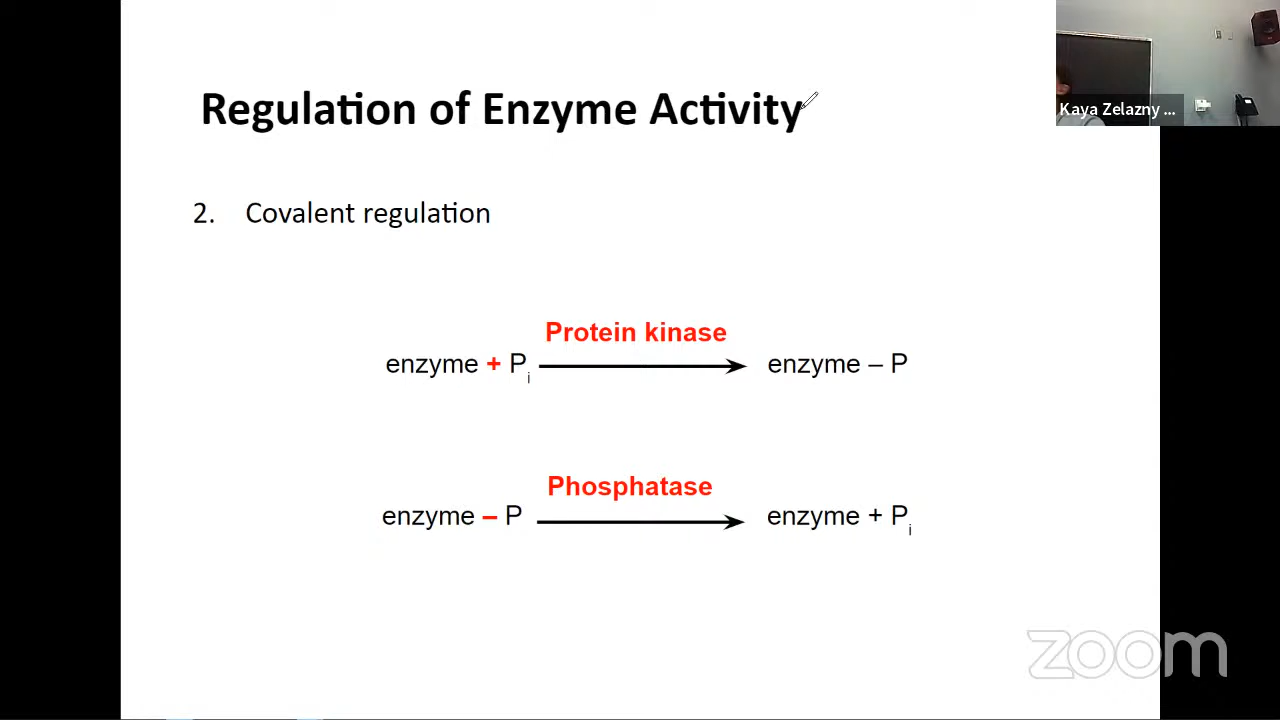 Regulation of Enzyme Activity
Kaya Zelazny ...
2. Covalent regulation
Protein kinase
enzyme + Pi enzyme – P
Phosphatase
enzyme – P enzyme + Pi
zoom